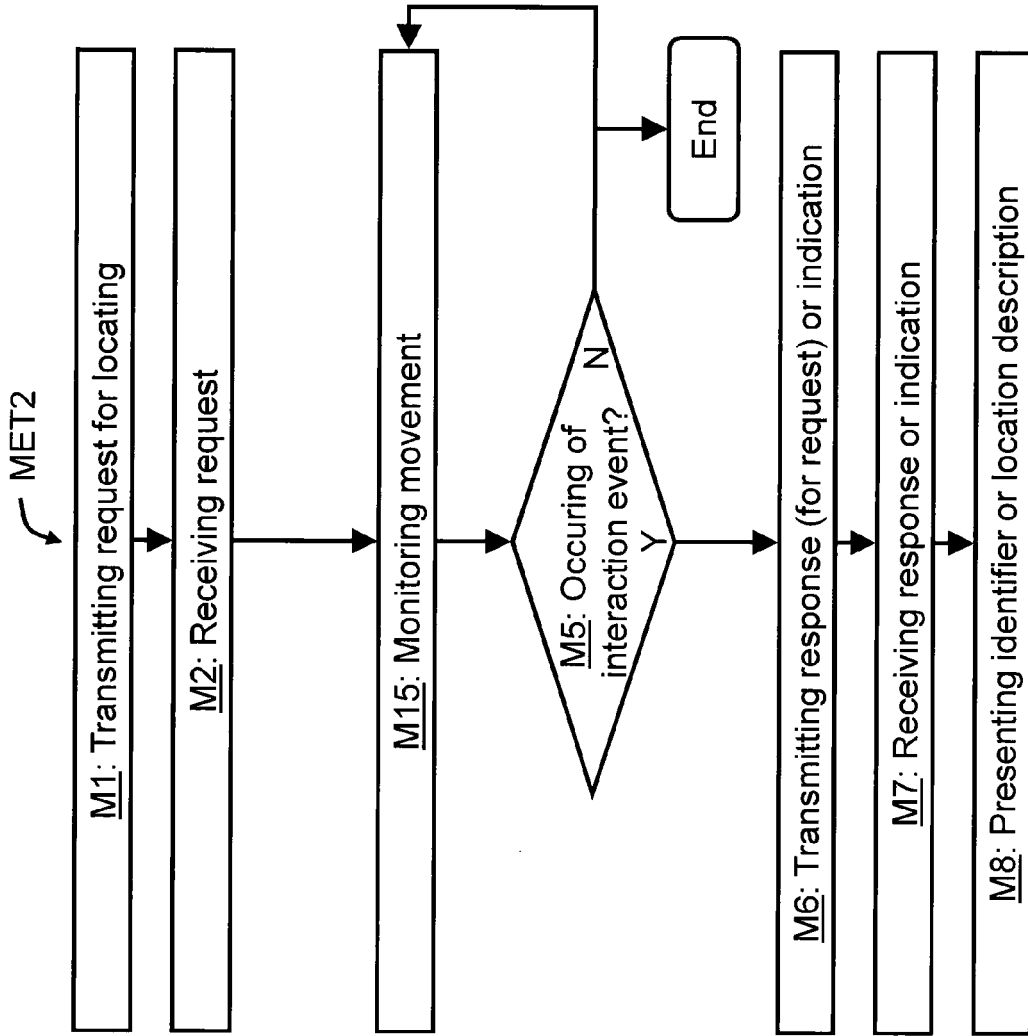 MET2
M1: Transmitting request for locating
M2: Receiving request
M15: Monitoring movement
M5: Occuring of
interaction event?
N
Y
End
M6: Transmitting response (for request) or indication
M7: Receiving response or indication
M8: Presenting identifier or location description